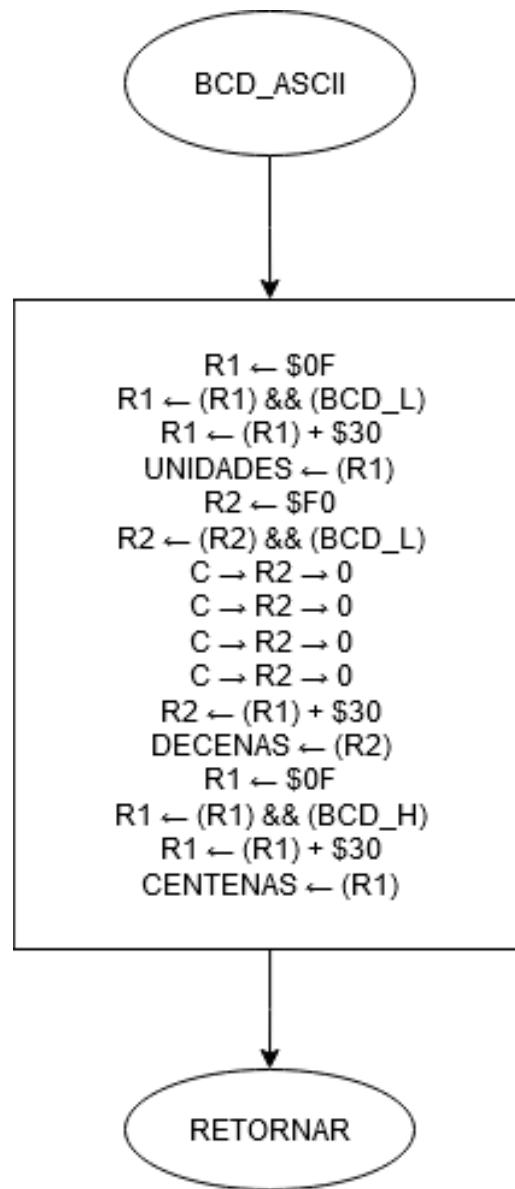 BCD_ASCII
R1 ← $0F
R1 ← (R1) && (BCD_L)
R1 ← (R1) + $30
UNIDADES ← (R1)
R2 ← $F0
R2 ← (R2) && (BCD_L)
C → R2 → 0
C → R2 → 0
C → R2 → 0
C → R2 → 0
R2 ← (R1) + $30
DECENAS ← (R2)
R1 ← $0F
R1 ← (R1) && (BCD_H)
R1 ← (R1) + $30
CENTENAS ← (R1)
RETORNAR